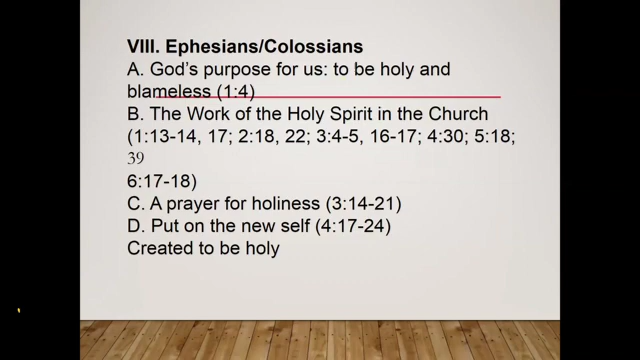 VIII. Ephesians/Colossians
A. God's purpose for us: to be holy and
blameless (1:4)
B. The Work of the Holy Spirit in the Church
(1:13-14, 17; 2:18, 22; 3:4-5, 16-17; 4:30; 5:18;
39
6:17-18)
C. A prayer for holiness (3:14-21)
D. Put on the new self (4:17-24)
Created to be holy